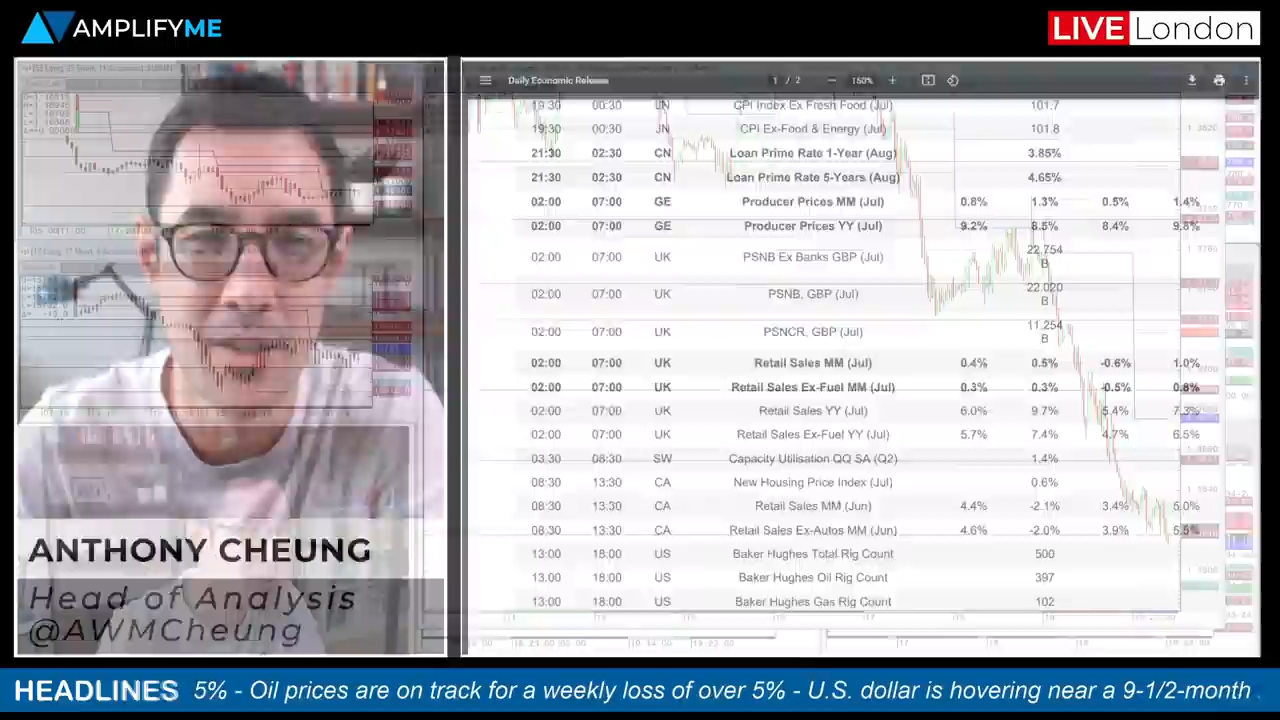 AMPLIFYME
LIVE London
Daily Economic Release
1 / 2 150%
19:30 00:30 JN CPI Index Ex Fresh Food (Jul) 101.7
19:30 00:30 JN CPI Ex-Food & Energy (Jul) 101.8
21:30 02:30 CN Loan Prime Rate 1-Year (Aug) 3.85%
21:30 02:30 CN Loan Prime Rate 5-Years (Aug) 4.65%
02:00 07:00 GE Producer Prices MM (Jul) 0.8% 1.3% 0.5% 1.4%
02:00 07:00 GE Producer Prices YY (Jul) 9.2% 8.5% 8.4%
02:00 07:00 UK PSNB Ex Banks GBP (Jul) 22.754 B
02:00 07:00 UK PSNB, GBP (Jul) 22.020 B
02:00 07:00 UK PSNCR, GBP (Jul) 11.254 B
02:00 07:00 UK Retail Sales MM (Jul) 0.4% 0.5% -0.6% 1.0%
02:00 07:00 UK Retail Sales Ex-Fuel MM (Jul) 0.3% 0.3% -0.5% 0.8%
02:00 07:00 UK Retail Sales YY (Jul) 6.0% 9.7% 5.4% 7.3%
02:00 07:00 UK Retail Sales Ex-Fuel YY (Jul) 5.7% 7.4% 4.7% 6.5%
03:30 08:30 SW Capacity Utilisation QQ SA (Q2) 1.4%
08:30 13:30 CA New Housing Price Index (Jul) 0.6%
08:30 13:30 CA Retail Sales MM (Jun) 4.4% -2.1% 3.4% 5.0%
08:30 13:30 CA Retail Sales Ex-Autos MM (Jun) 4.6% -2.0% 3.9%
13:00 18:00 US Baker Hughes Total Rig Count 500
13:00 18:00 US Baker Hughes Oil Rig Count 397
13:00 18:00 US Baker Hughes Gas Rig Count 102
ANTHONY CHEUNG
Head of Analysis
@AWMCheung
HEADLINES 5% - Oil prices are on track for a weekly loss of over 5% - U.S. dollar is hovering near a 9-1/2-month